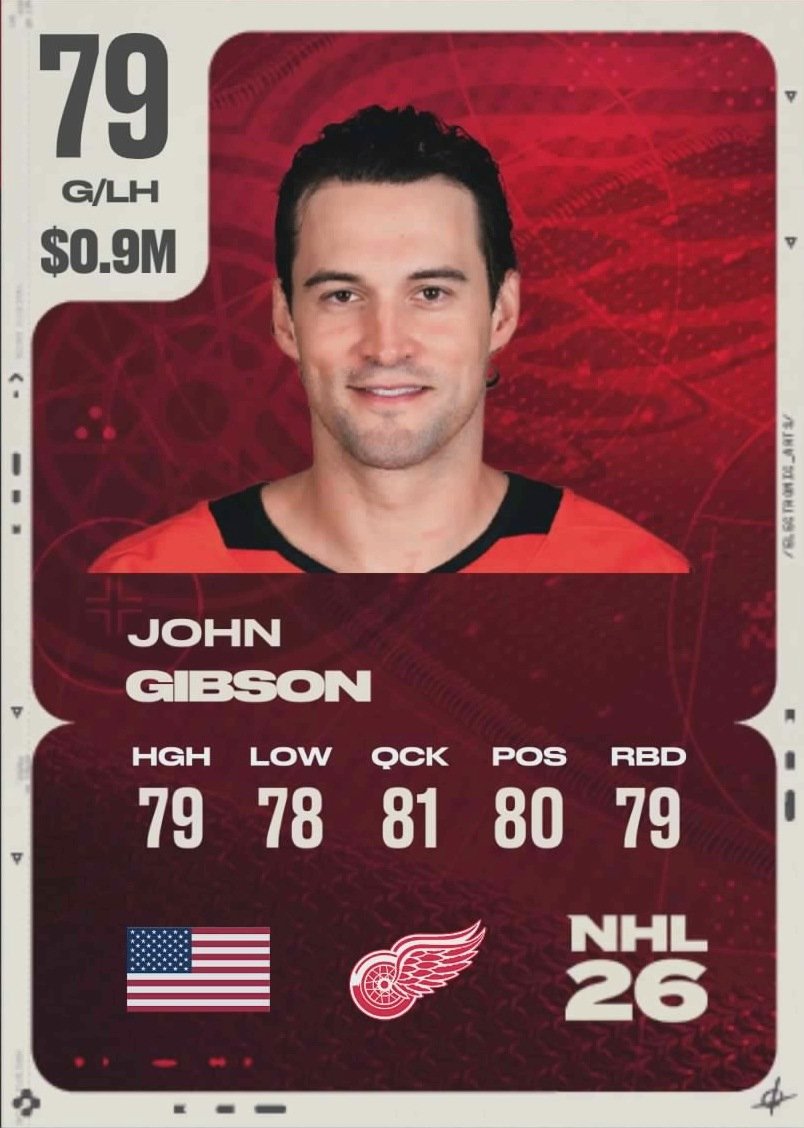 79
G/LH
$0.9M
JOHN
GIBSON
HGH LOW QCK POS RBD
79 78 81 80 79
NHL
26